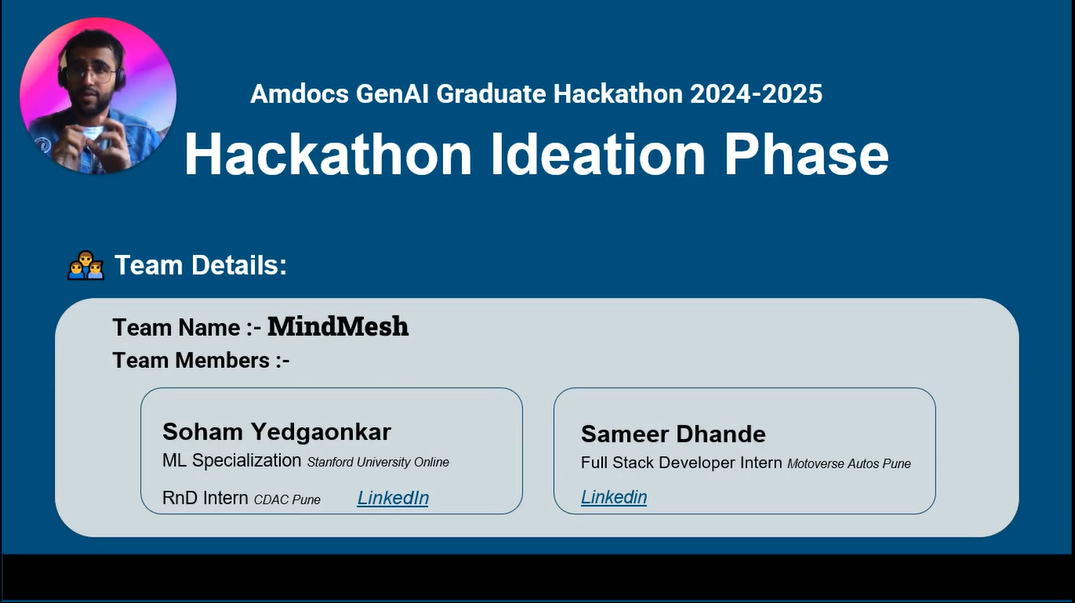 Amdocs GenAI Graduate Hackathon 2024-2025
Hackathon Ideation Phase
Team Details:
Team Name :- MindMesh
Team Members :-
Soham Yedgaonkar
ML Specialization Stanford University Online
RnD Intern CDAC Pune LinkedIn
Sameer Dhande
Full Stack Developer Intern Motoverse Autos Pune
Linkedin